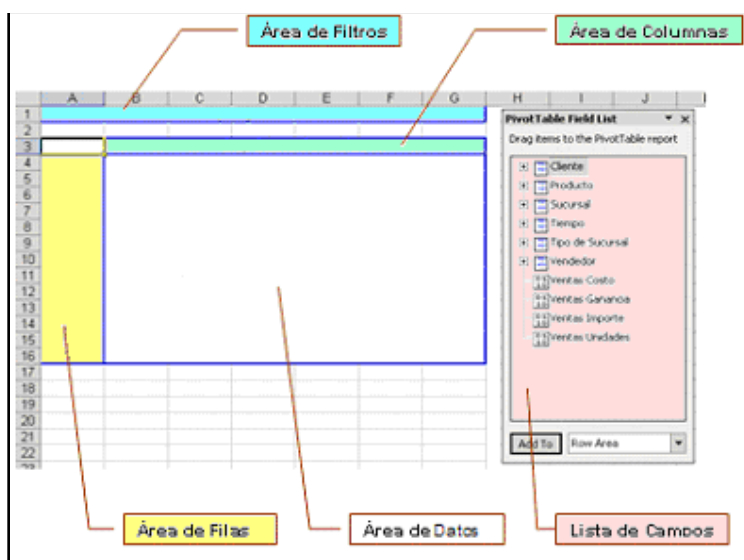 Área de Filtros
Área de Columnas
A B C D E F G H I J
1
2
3
4
5
6
7
8
9
10
11
12
13
14
15
16
17
18
19
20
21
22
23
PivotTable Field List
Drag items to the PivotTable report
Cliente
Producto
Sucursal
Tiempo
Tipo de Sucursal
Vendedor
Ventas Costo
Ventas Ganancia
Ventas Importe
Ventas Unidades
Add To Row Area
Área de Filas
Área de Datos
Lista de Campos